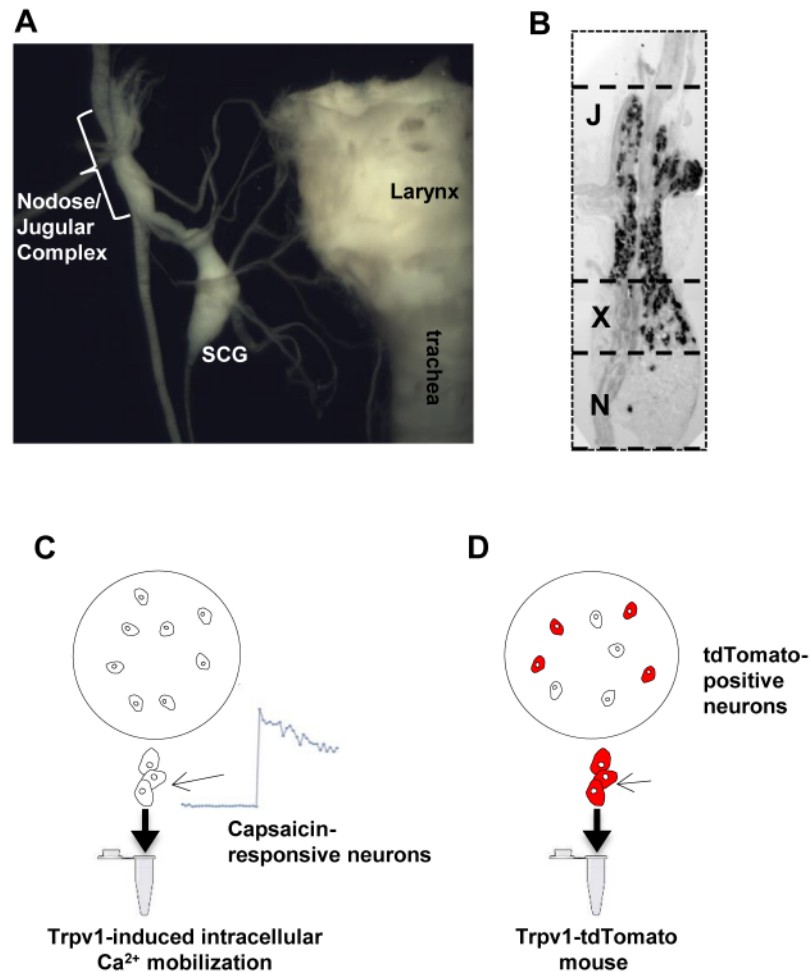 A
Nodose/
Jugular
Complex
SCG
Larynx
trachea
B
J
X
N
C
Capsaicin-
responsive neurons
Trpv1-induced intracellular
Ca²⁺ mobilization
D
tdTomato-
positive
neurons
Trpv1-tdTomato
mouse